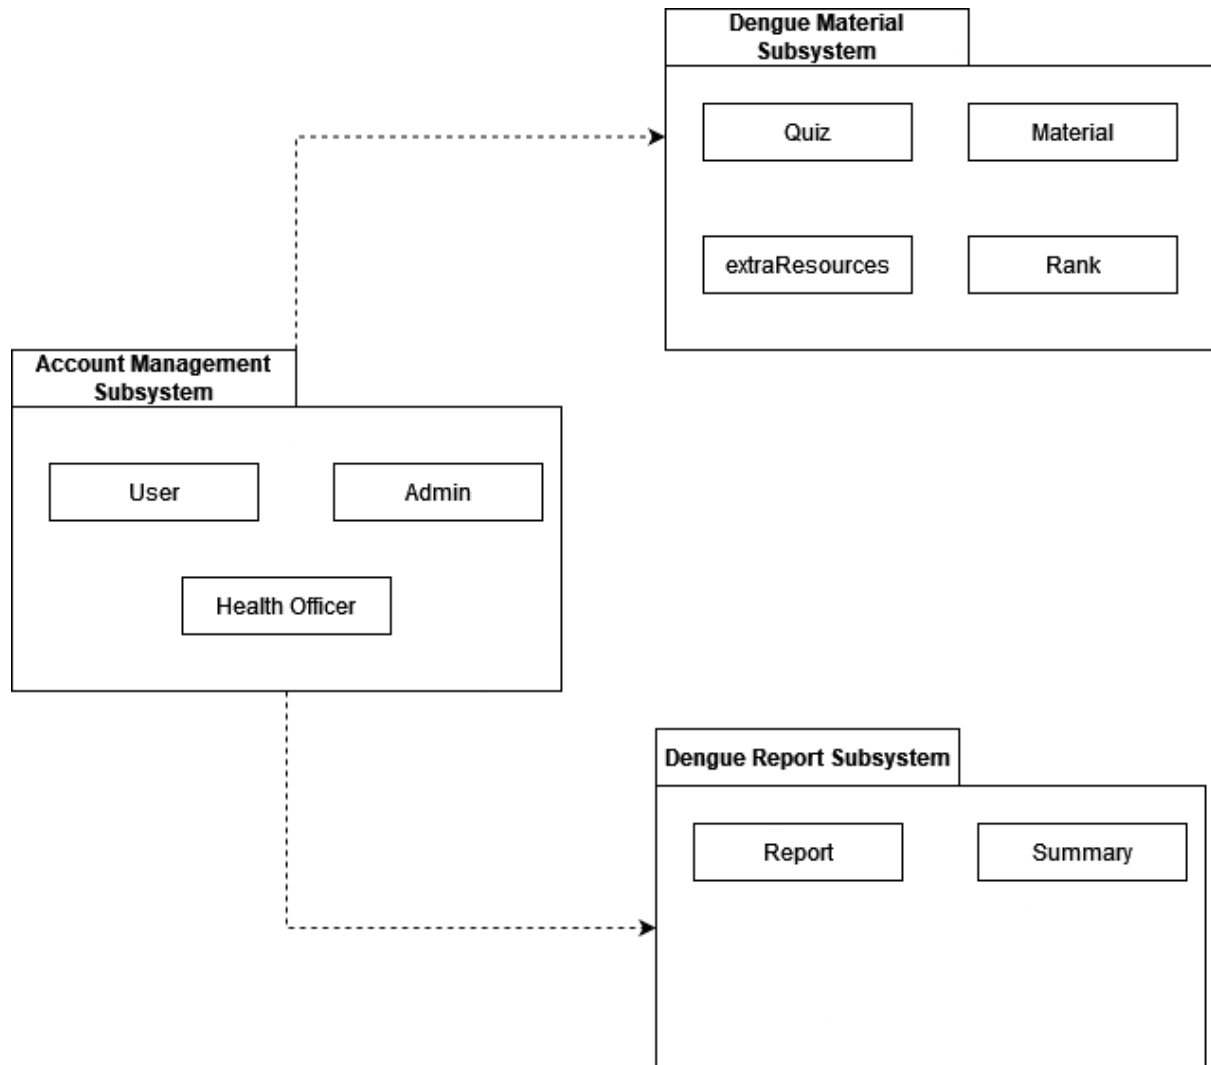 Dengue Material
Subsystem
Quiz
Material
extraResources
Rank
Account Management
Subsystem
User
Admin
Health Officer
Dengue Report Subsystem
Report
Summary